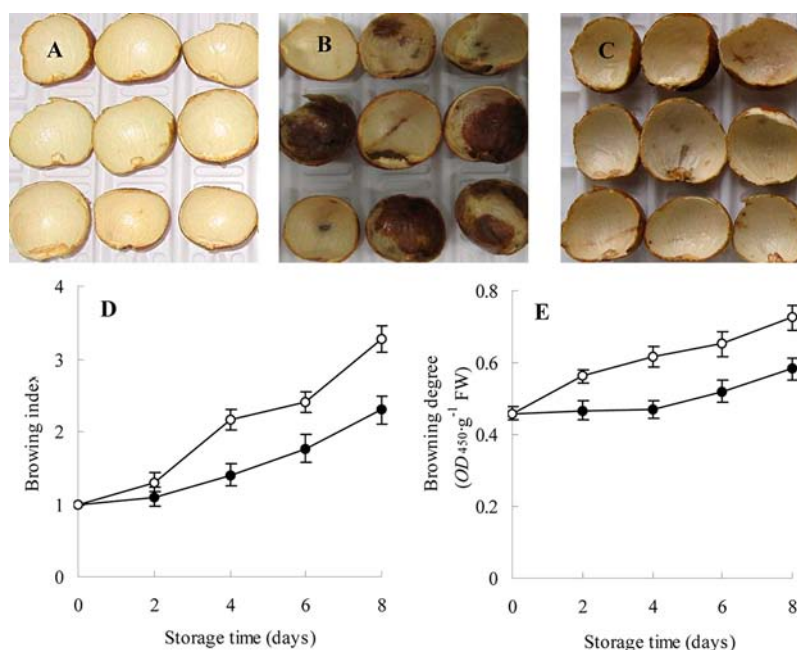 A
B
C
D
E
Browing index
4
3
2
1
0
0 2 4 6 8
Storage time (days)
Browning degree
(OD450·g-1 FW)
0.8
0.6
0.4
0.2
0
0 2 4 6 8
Storage time (days)